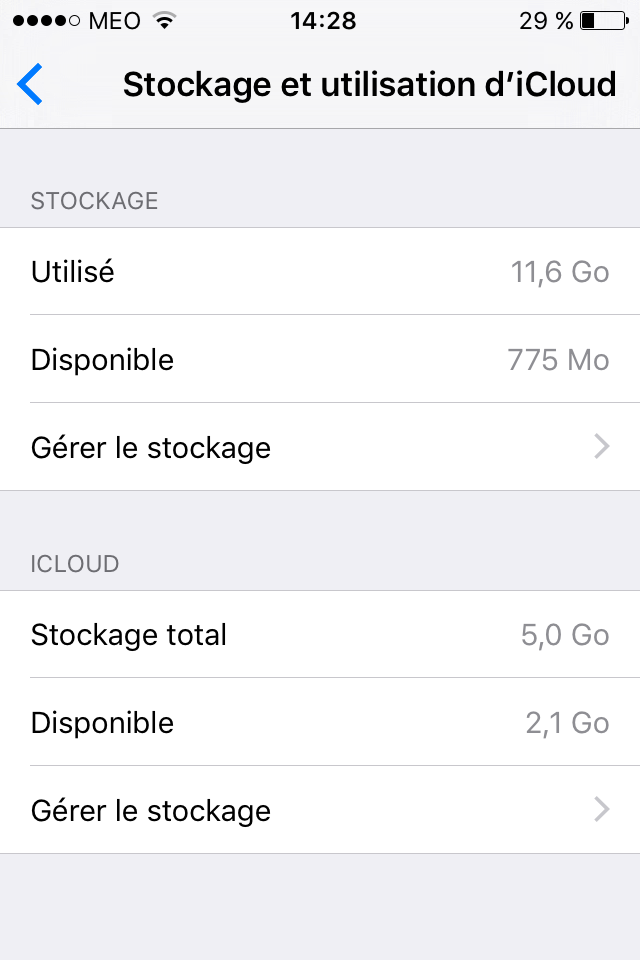 MEO 14:28 29 %
Stockage et utilisation d’iCloud
STOCKAGE
Utilisé 11,6 Go
Disponible 775 Mo
Gérer le stockage
ICLOUD
Stockage total 5,0 Go
Disponible 2,1 Go
Gérer le stockage